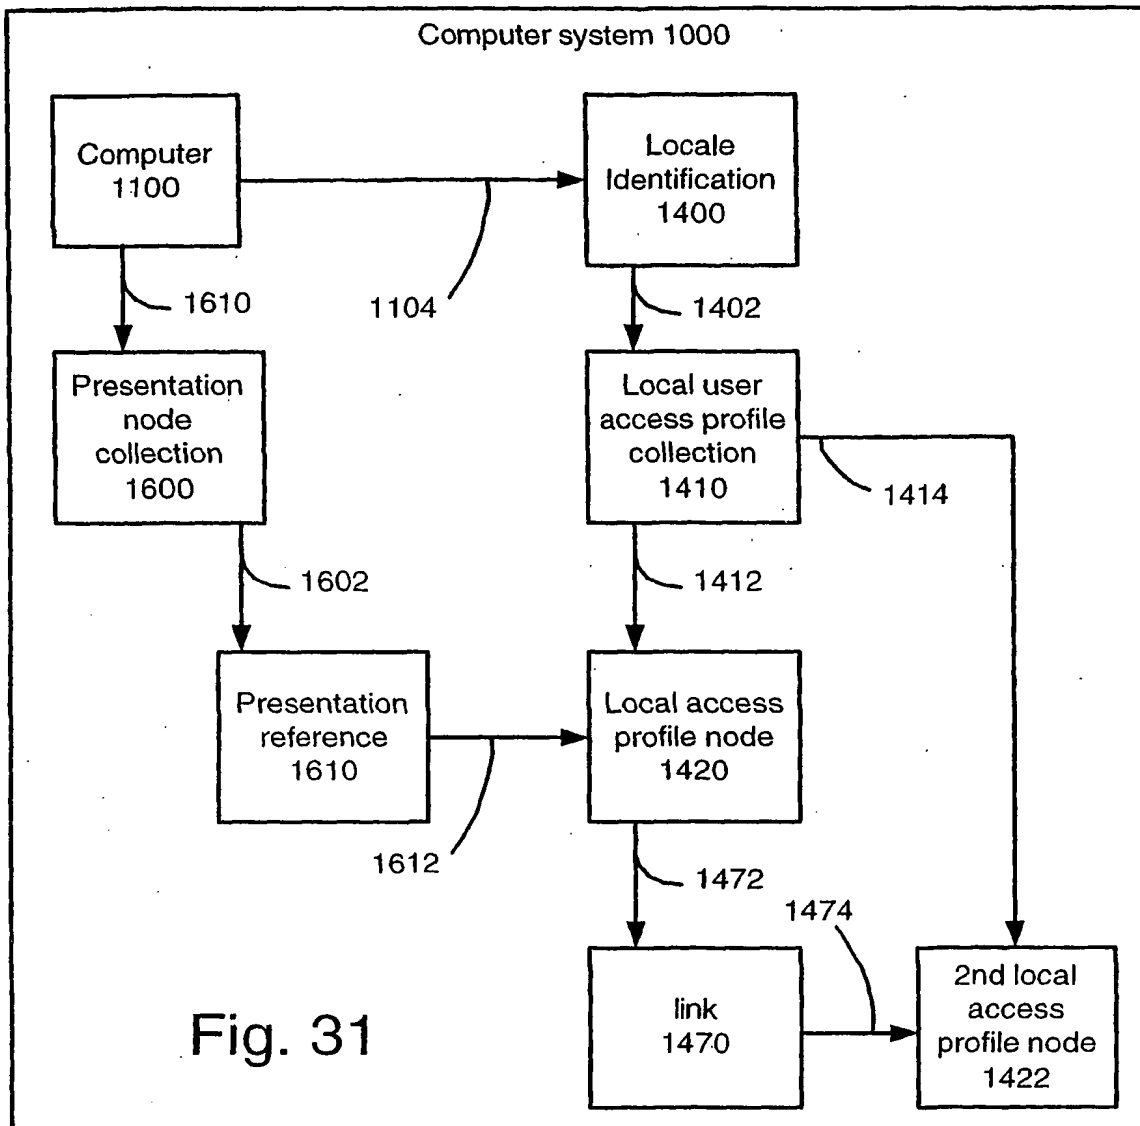 Computer system 1000
Computer
1100
Locale
Identification
1400
1610
1104
1402
Presentation
node
collection
1600
Local user
access profile
collection
1410
1414
1602
1412
Presentation
reference
1610
Local access
profile node
1420
1612
1472
1474
link
1470
2nd local
access
profile node
1422
Fig. 31